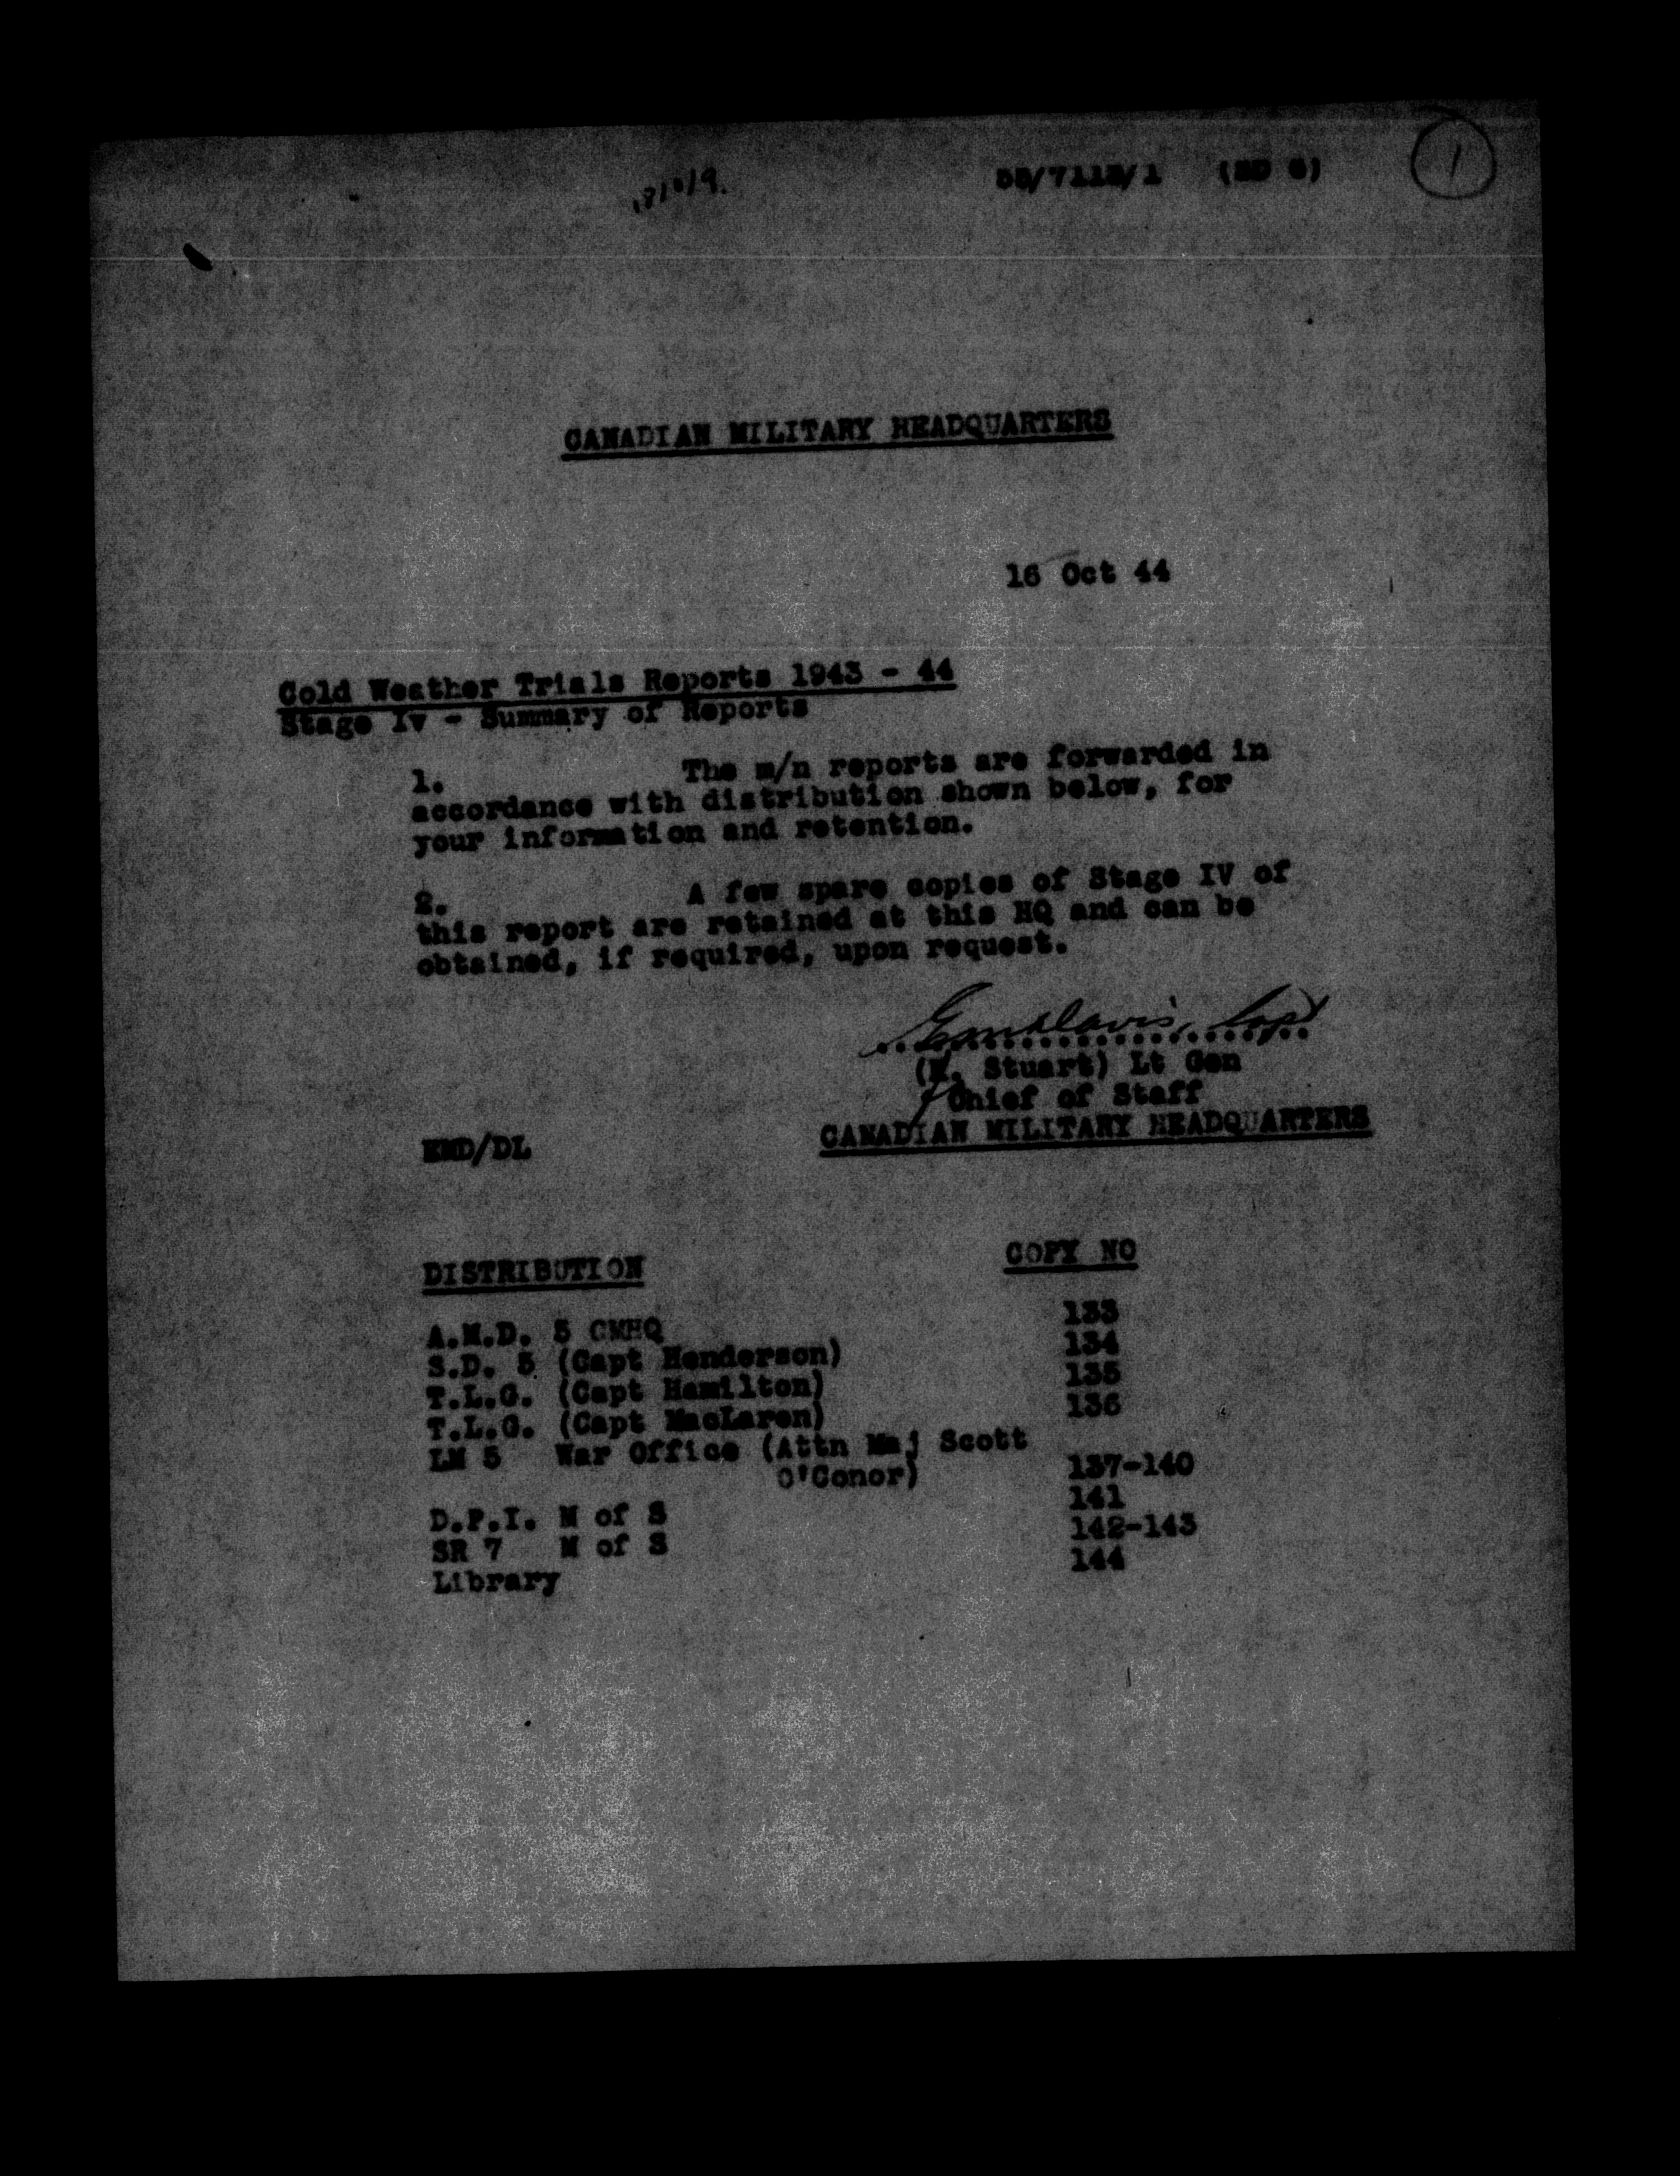 (SD 6) 1
CANADIAN MILITARY HEADQUARTERS
16 Oct 44
Cold Weather Trials Reports 1943 - 44
Stage IV - Summary of Reports
1. The m/n reports are forwarded in
accordance with distribution shown below, for
your information and retention.
2. A few spare copies of Stage IV of
this report are retained at this HQ and can be
obtained, if required, upon request.
(K. Stuart) Lt Gen
Chief of Staff
CANADIAN MILITARY HEADQUARTERS
EMD/DL
DISTRIBUTION COPY NO
A.M.D. 5 CMHQ 133
S.D. 5 (Capt Henderson) 134
T.L.G. (Capt Hamilton) 135
T.L.G. (Capt MacLaren) 136
LM 5 War Office (Attn Maj Scott
O'Conor) 137-140
D.P.I. M of S 141
SR 7 M of S 142-143
Library 144